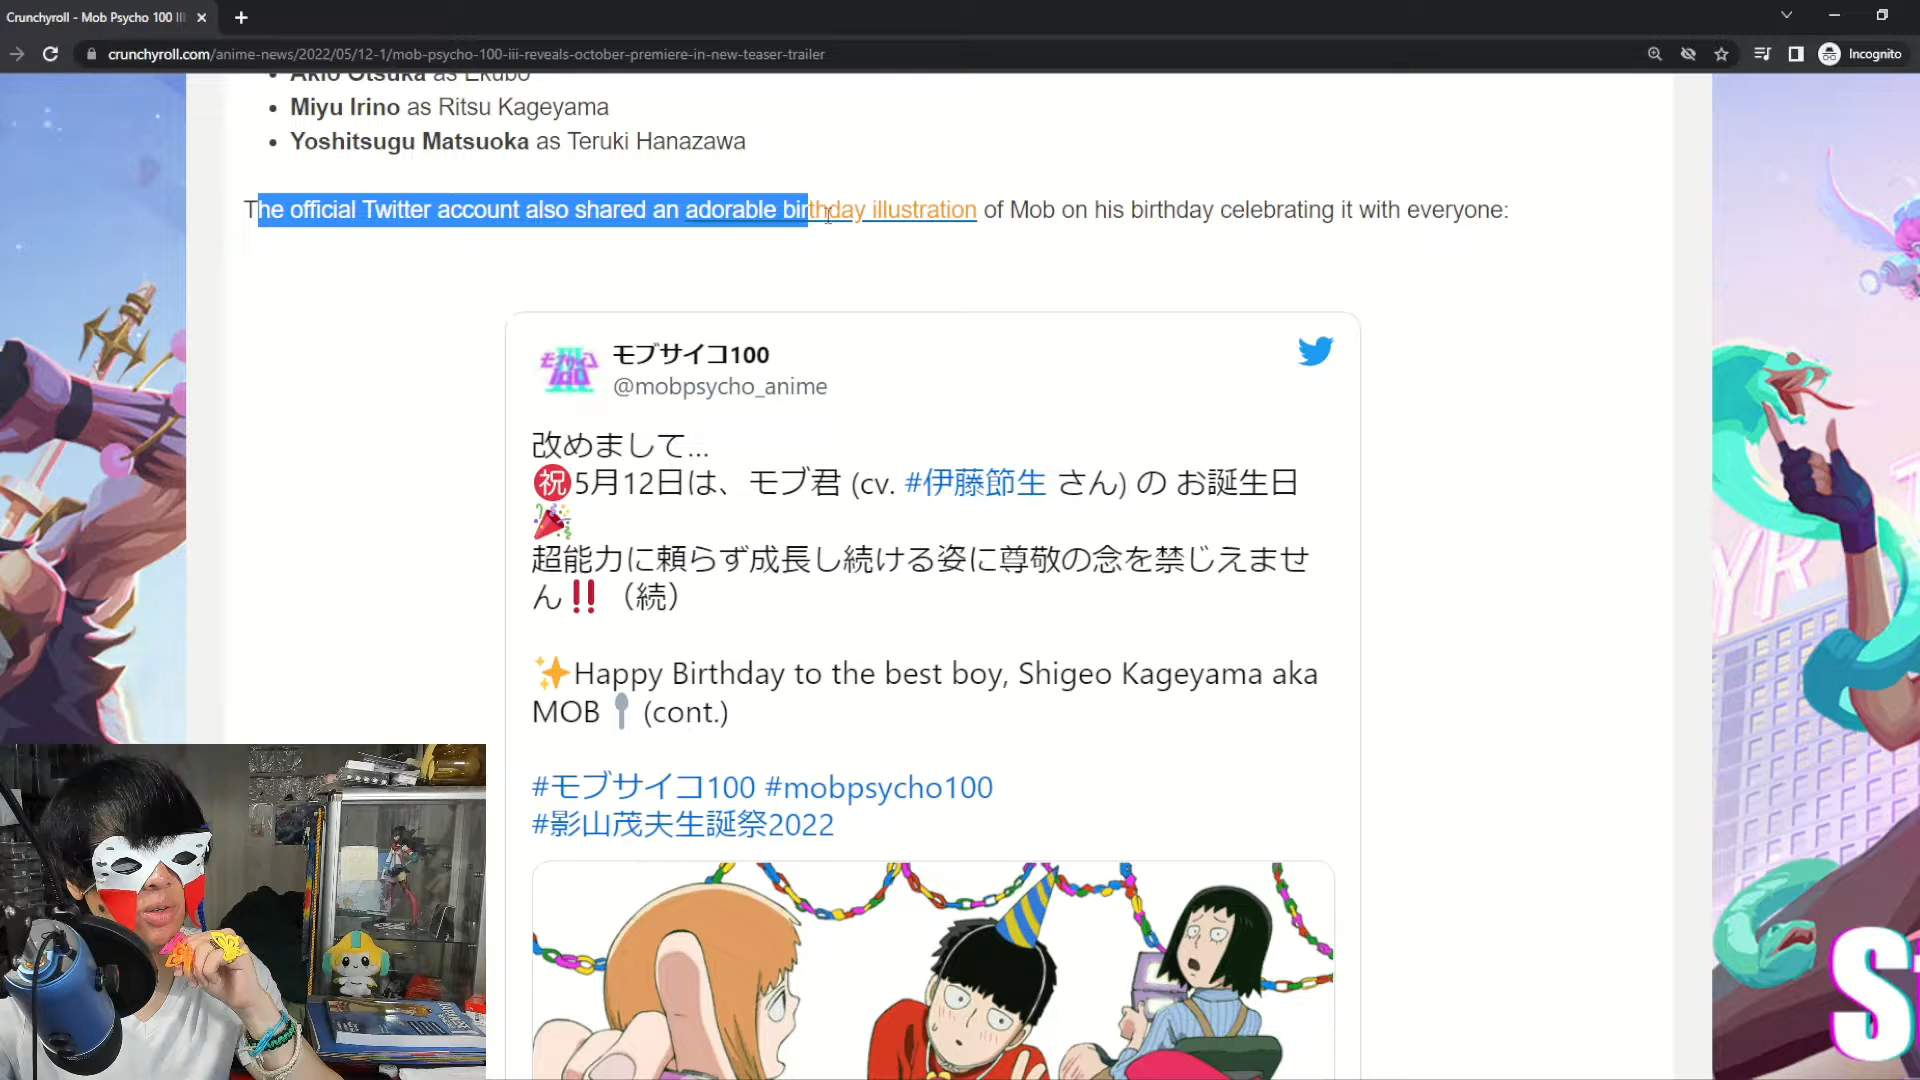 Crunchyroll - Mob Psycho 100 III
crunchyroll.com/anime-news/2022/05/12-1/mob-psycho-100-iii-reveals-october-premiere-in-new-teaser-trailer
Incognito
Akio Otsuka as Ekubo
Miyu Irino as Ritsu Kageyama
Yoshitsugu Matsuoka as Teruki Hanazawa
The official Twitter account also shared an adorable birthday illustration of Mob on his birthday celebrating it with everyone:
モブサイコ100
@mobpsycho_anime
改めまして...
㊗5月12日は、モブ君 (cv. #伊藤節生 さん) の お誕生日
🎉
超能力に頼らず成長し続ける姿に尊敬の念を禁じえませ
ん‼（続）
✨Happy Birthday to the best boy, Shigeo Kageyama aka
MOB🥄(cont.)
#モブサイコ100 #mobpsycho100
#影山茂夫生誕祭2022